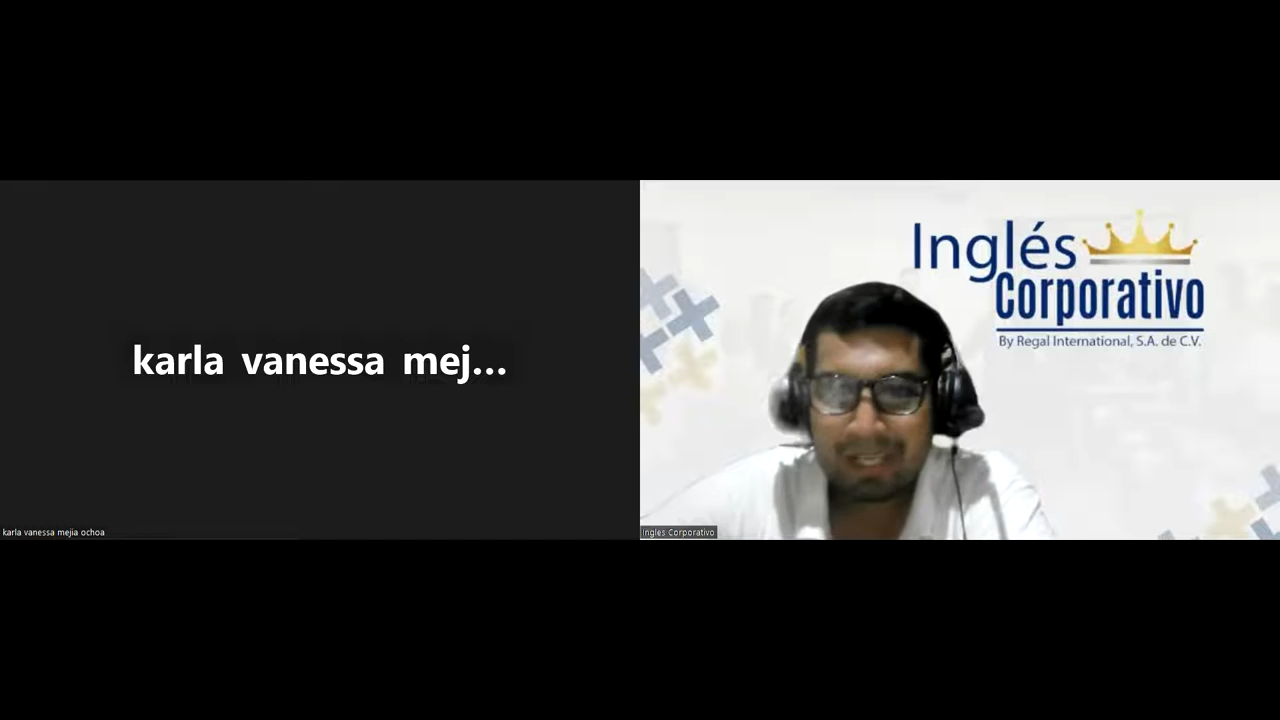 karla vanessa mej...
karla vanessa mejia ochoa
Inglés
Corporativo
By Regal International, S.A. de C.V.
Ingles Corporativo